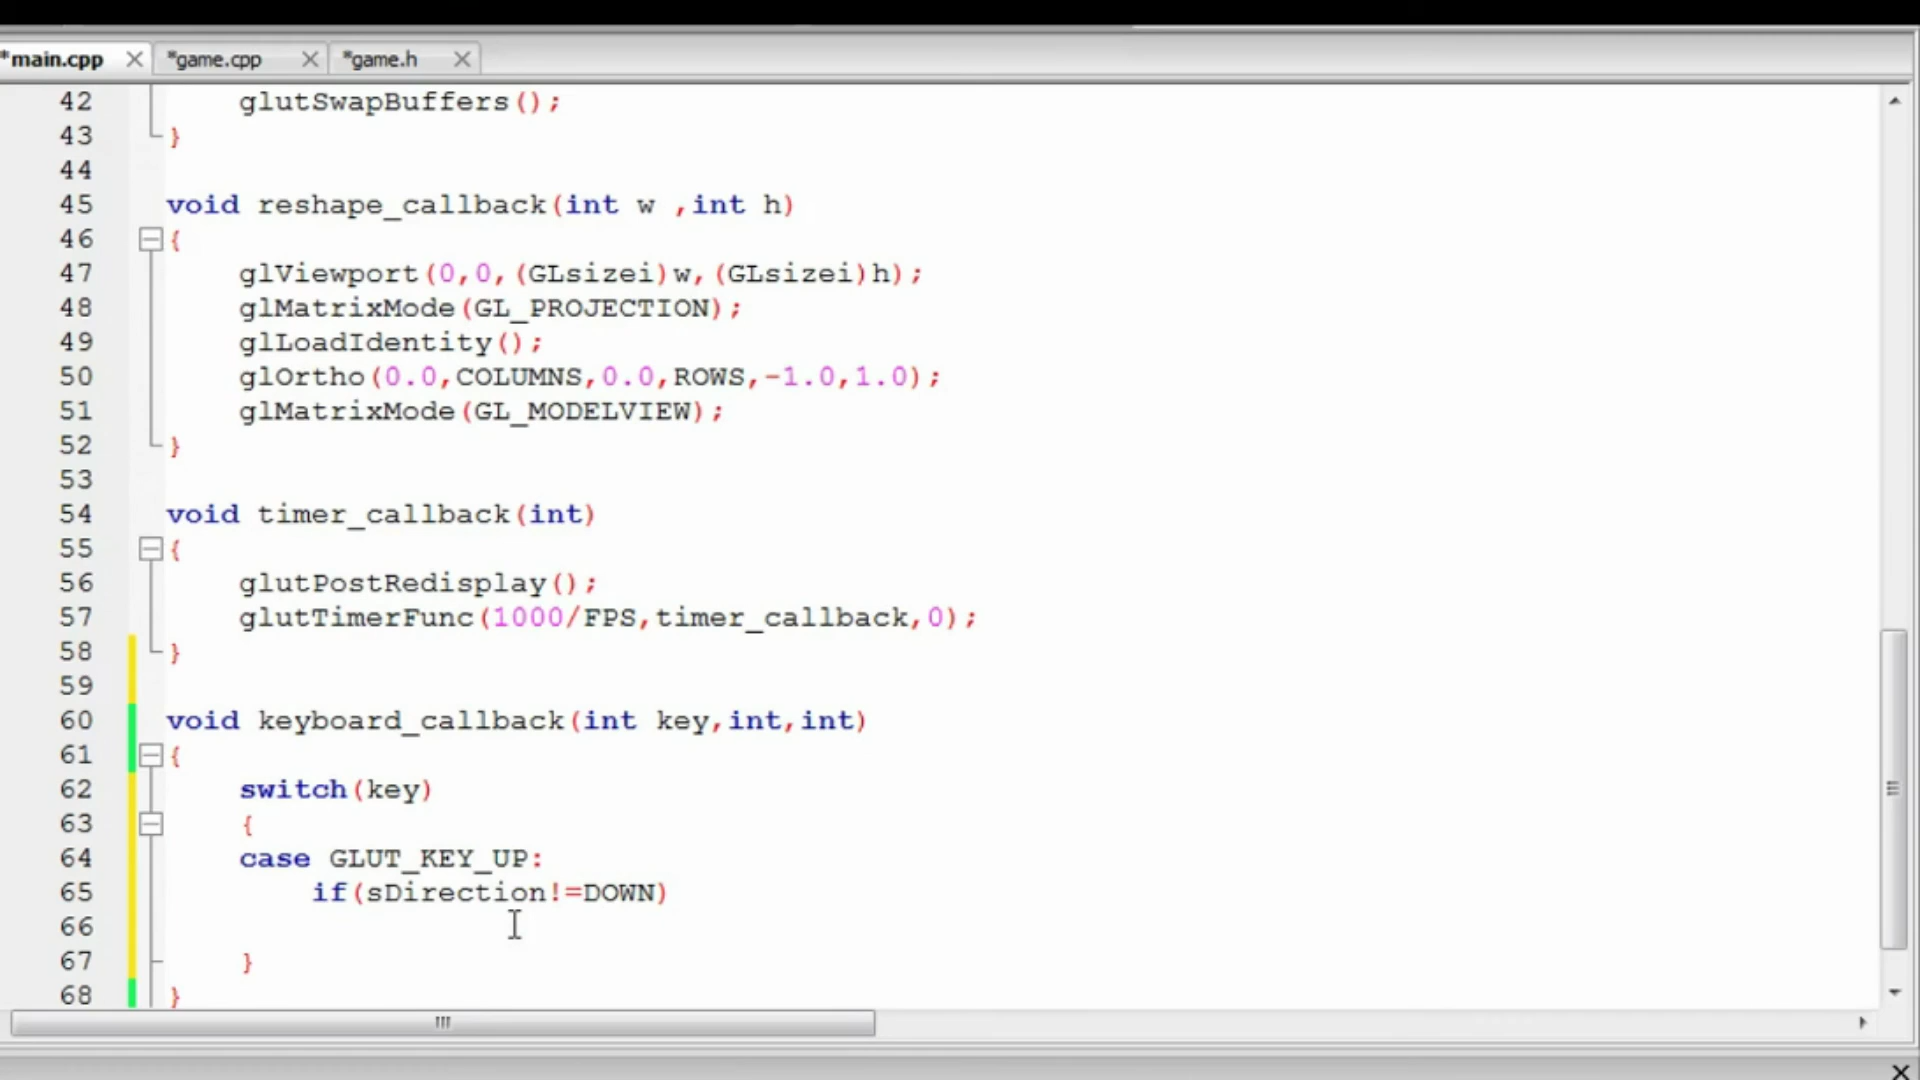 *main.cpp *game.cpp *game.h
42 glutSwapBuffers();
43 }
44
45 void reshape_callback(int w ,int h)
46 {
47 glViewport(0,0,(GLsizei)w,(GLsizei)h);
48 glMatrixMode(GL_PROJECTION);
49 glLoadIdentity();
50 glOrtho(0.0,COLUMNS,0.0,ROWS,-1.0,1.0);
51 glMatrixMode(GL_MODELVIEW);
52 }
53
54 void timer_callback(int)
55 {
56 glutPostRedisplay();
57 glutTimerFunc(1000/FPS,timer_callback,0);
58 }
59
60 void keyboard_callback(int key,int,int)
61 {
62 switch(key)
63 {
64 case GLUT_KEY_UP:
65 if(sDirection!=DOWN)
66
67 }
68 }